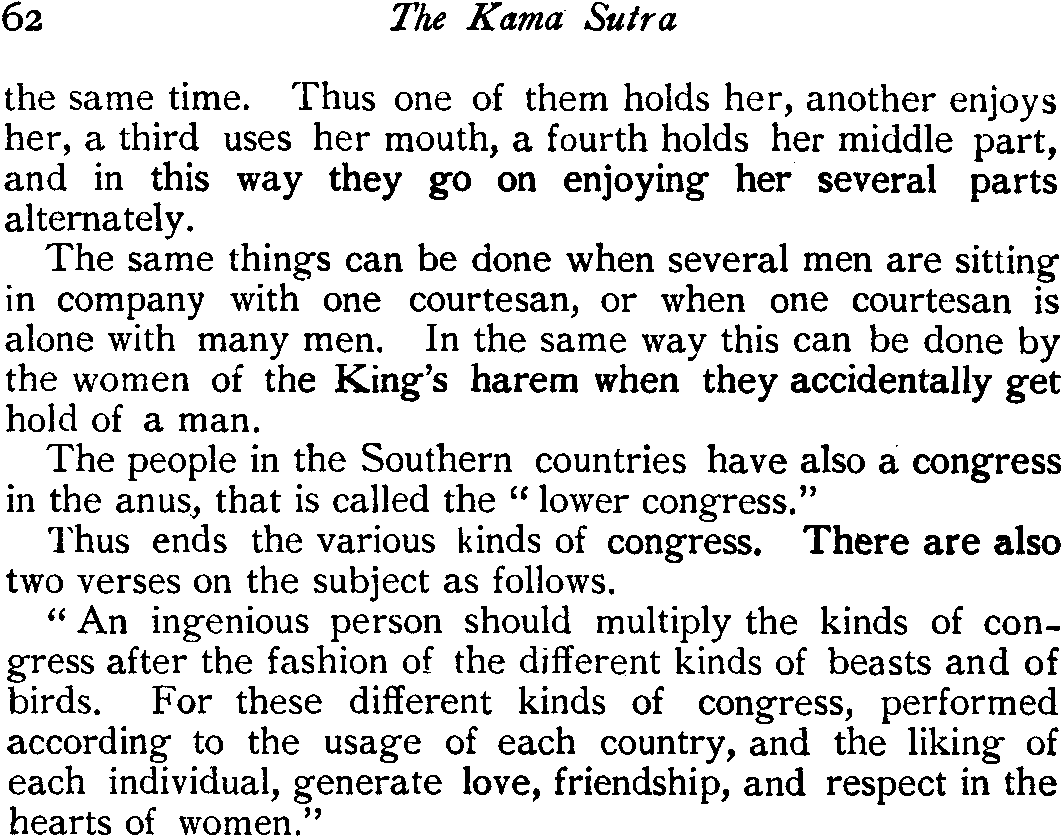 62 The Kama Sutra
the same time. Thus one of them holds her, another enjoys
her, a third uses her mouth, a fourth holds her middle part,
and in this way they go on enjoying her several parts
alternately.
The same things can be done when several men are sitting
in company with one courtesan, or when one courtesan is
alone with many men. In the same way this can be done by
the women of the King's harem when they accidentally get
hold of a man.
The people in the Southern countries have also a congress
in the anus, that is called the “ lower congress.”
Thus ends the various kinds of congress. There are also
two verses on the subject as follows.
“ An ingenious person should multiply the kinds of con-
gress after the fashion of the different kinds of beasts and of
birds. For these different kinds of congress, performed
according to the usage of each country, and the liking of
each individual, generate love, friendship, and respect in the
hearts of women.”